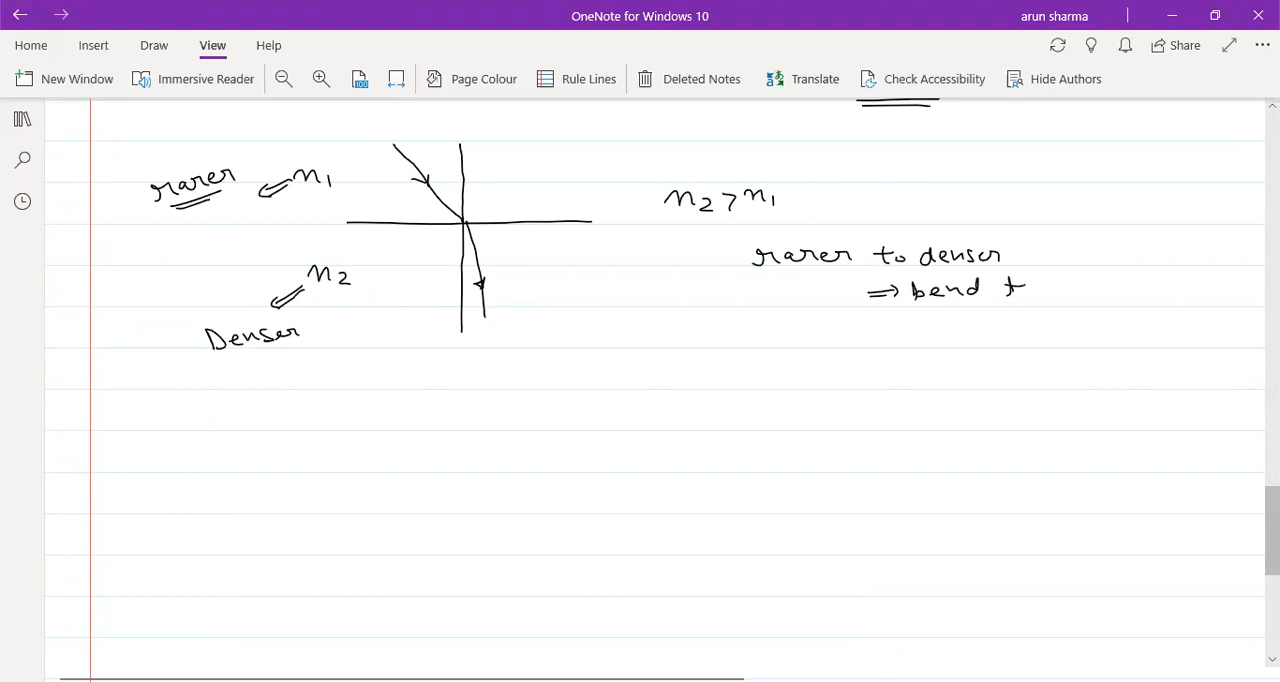 OneNote for Windows 10
arun sharma
Home Insert Draw View Help
Share
New Window Immersive Reader Page Colour Rule Lines Deleted Notes Translate Check Accessibility Hide Authors
rarer n1
n2 > n1
rarer to denser
⇒ bend t
n2
Denser